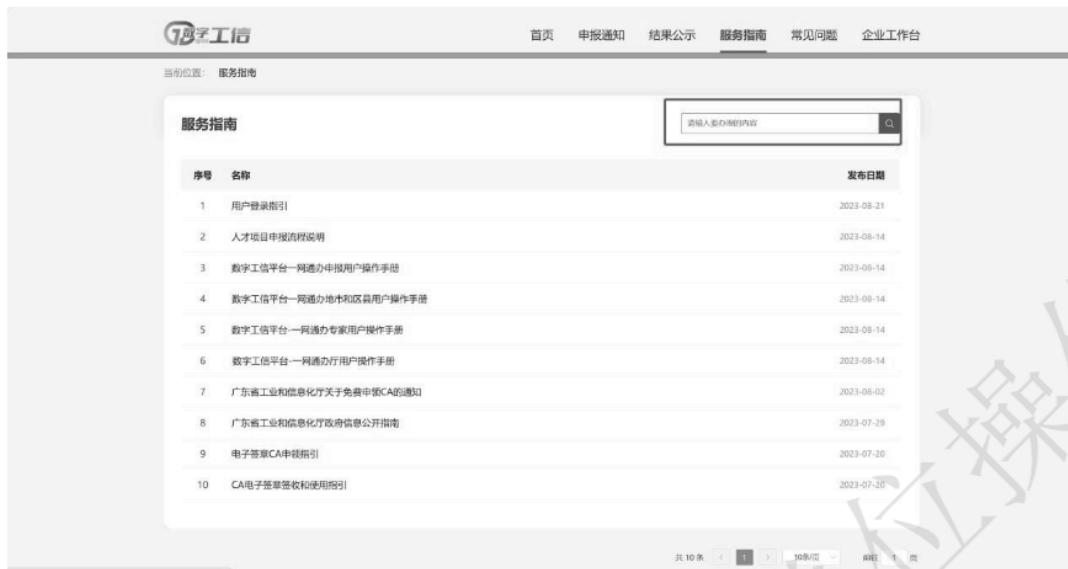 数字工信
首页 申报通知 结果公示 服务指南 常见问题 企业工作台
当前位置: 服务指南
服务指南
请输入要办理的内容
序号 名称 发布日期
1 用户登录指引 2023-08-21
2 人才项目申报流程说明 2023-08-14
3 数字工信平台一网通办申报用户操作手册 2023-08-14
4 数字工信平台一网通办地市和区县用户操作手册 2023-08-14
5 数字工信平台-一网通办专家用户操作手册 2023-08-14
6 数字工信平台-一网通办厅用户操作手册 2023-08-14
7 广东省工业和信息化厅关于免费申领CA的通知 2023-08-02
8 广东省工业和信息化厅政府信息公开指南 2023-07-29
9 电子签章CA申领指引 2023-07-20
10 CA电子签章签收和使用指引 2023-07-20
共 10 条 < 1 > 10条/页 前往 1 页
位操